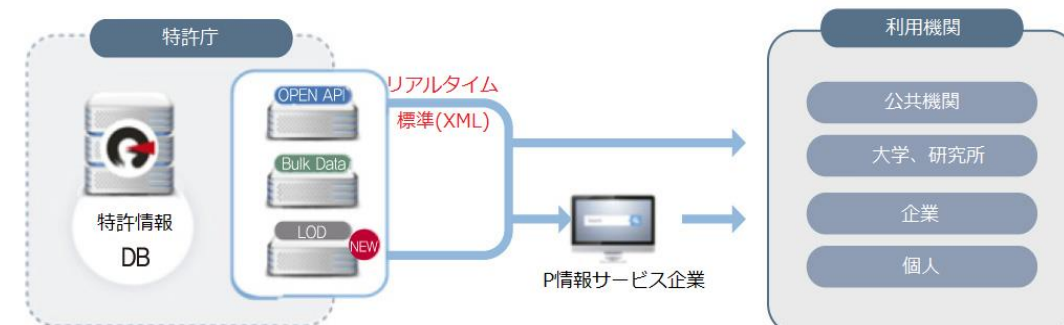 特許庁
特許情報
DB
OPEN API
Bulk Data
LOD
NEW
リアルタイム
標準(XML)
Search
P情報サービス企業
利用機関
公共機関
大学、研究所
企業
個人